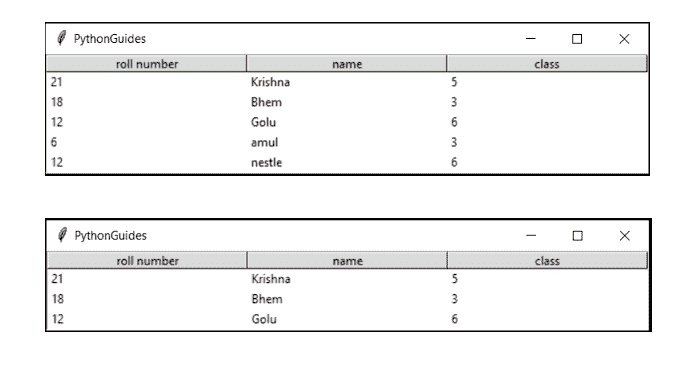 PythonGuides
roll number name class
21 Krishna 5
18 Bhem 3
12 Golu 6
6 amul 3
12 nestle 6
PythonGuides
roll number name class
21 Krishna 5
18 Bhem 3
12 Golu 6